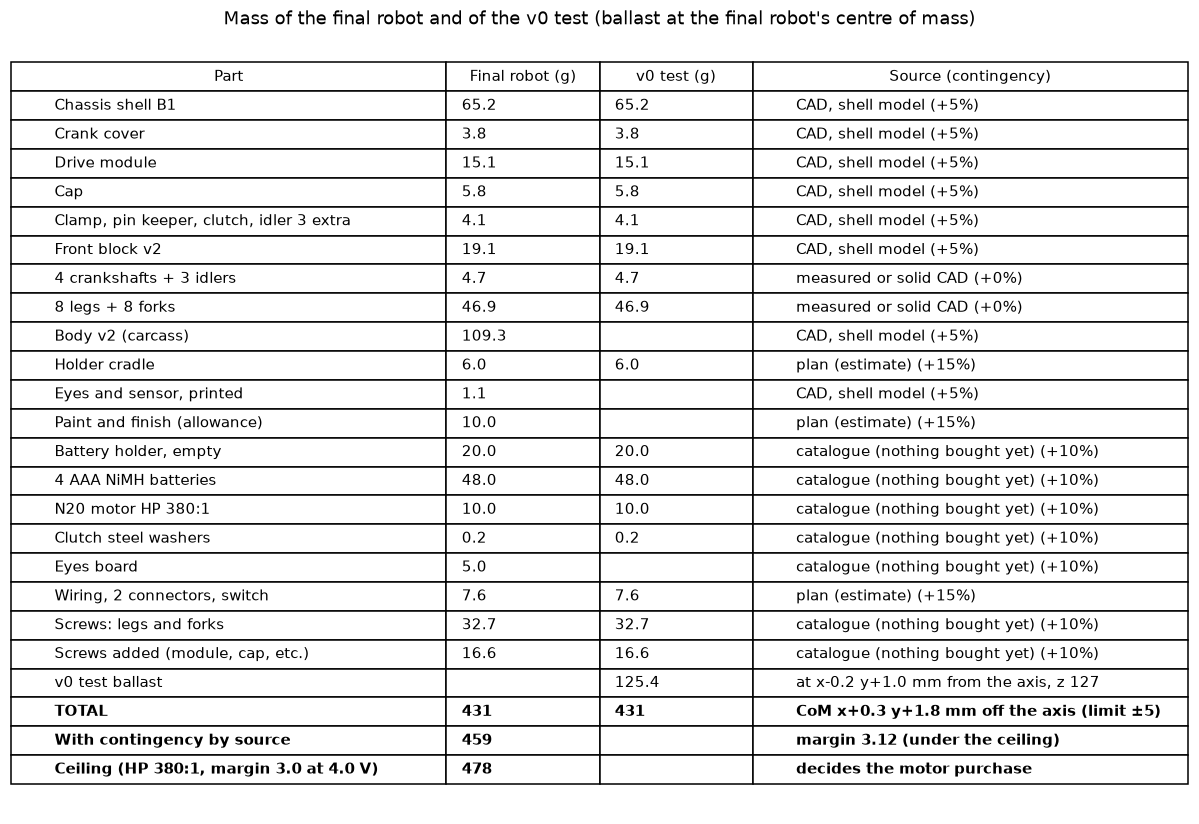 Mass of the final robot and of the v0 test (ballast at the final robot's centre of mass)
Part Final robot (g) v0 test (g) Source (contingency)
Chassis shell B1 65.2 65.2 CAD, shell model (+5%)
Crank cover 3.8 3.8 CAD, shell model (+5%)
Drive module 15.1 15.1 CAD, shell model (+5%)
Cap 5.8 5.8 CAD, shell model (+5%)
Clamp, pin keeper, clutch, idler 3 extra 4.1 4.1 CAD, shell model (+5%)
Front block v2 19.1 19.1 CAD, shell model (+5%)
4 crankshafts + 3 idlers 4.7 4.7 measured or solid CAD (+0%)
8 legs + 8 forks 46.9 46.9 measured or solid CAD (+0%)
Body v2 (carcass) 109.3 CAD, shell model (+5%)
Holder cradle 6.0 6.0 plan (estimate) (+15%)
Eyes and sensor, printed 1.1 CAD, shell model (+5%)
Paint and finish (allowance) 10.0 plan (estimate) (+15%)
Battery holder, empty 20.0 20.0 catalogue (nothing bought yet) (+10%)
4 AAA NiMH batteries 48.0 48.0 catalogue (nothing bought yet) (+10%)
N20 motor HP 380:1 10.0 10.0 catalogue (nothing bought yet) (+10%)
Clutch steel washers 0.2 0.2 catalogue (nothing bought yet) (+10%)
Eyes board 5.0 catalogue (nothing bought yet) (+10%)
Wiring, 2 connectors, switch 7.6 7.6 plan (estimate) (+15%)
Screws: legs and forks 32.7 32.7 catalogue (nothing bought yet) (+10%)
Screws added (module, cap, etc.) 16.6 16.6 catalogue (nothing bought yet) (+10%)
v0 test ballast 125.4 at x-0.2 y+1.0 mm from the axis, z 127
TOTAL 431 431 CoM x+0.3 y+1.8 mm off the axis (limit ±5)
With contingency by source 459 margin 3.12 (under the ceiling)
Ceiling (HP 380:1, margin 3.0 at 4.0 V) 478 decides the motor purchase